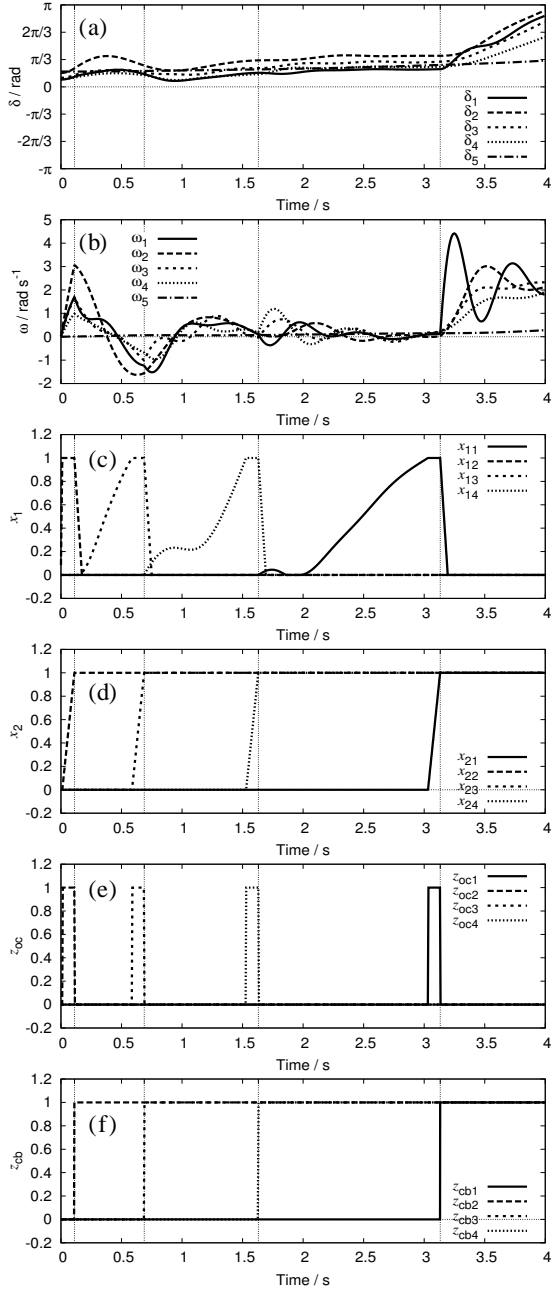 (a)
δ / rad
π
2π/3
π/3
0
-π/3
-2π/3
-π
δ1
δ2
δ3
δ4
δ5
0 0.5 1 1.5 2 2.5 3 3.5 4
Time / s
(b)
ω / rad s-1
5
4
3
2
1
0
-1
-2
ω1
ω2
ω3
ω4
ω5
0 0.5 1 1.5 2 2.5 3 3.5 4
Time / s
(c)
x1
1.2
1
0.8
0.6
0.4
0.2
0
-0.2
x11
x12
x13
x14
0 0.5 1 1.5 2 2.5 3 3.5 4
Time / s
(d)
x2
1.2
1
0.8
0.6
0.4
0.2
0
-0.2
x21
x22
x23
x24
0 0.5 1 1.5 2 2.5 3 3.5 4
Time / s
(e)
zoc
1.2
1
0.8
0.6
0.4
0.2
0
-0.2
zoc1
zoc2
zoc3
zoc4
0 0.5 1 1.5 2 2.5 3 3.5 4
Time / s
(f)
zcb
1.2
1
0.8
0.6
0.4
0.2
0
-0.2
zcb1
zcb2
zcb3
zcb4
0 0.5 1 1.5 2 2.5 3 3.5 4
Time / s